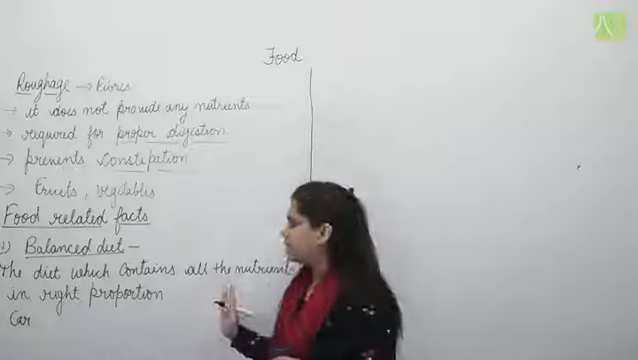 Food
Roughage → Fibres
→ it does not provide any nutrients
→ required for proper digestion
→ prevents constipation
→ Fruits, vegetables
Food related facts
1) Balanced diet —
The diet which contains all the nutrients
in right proportion
Car